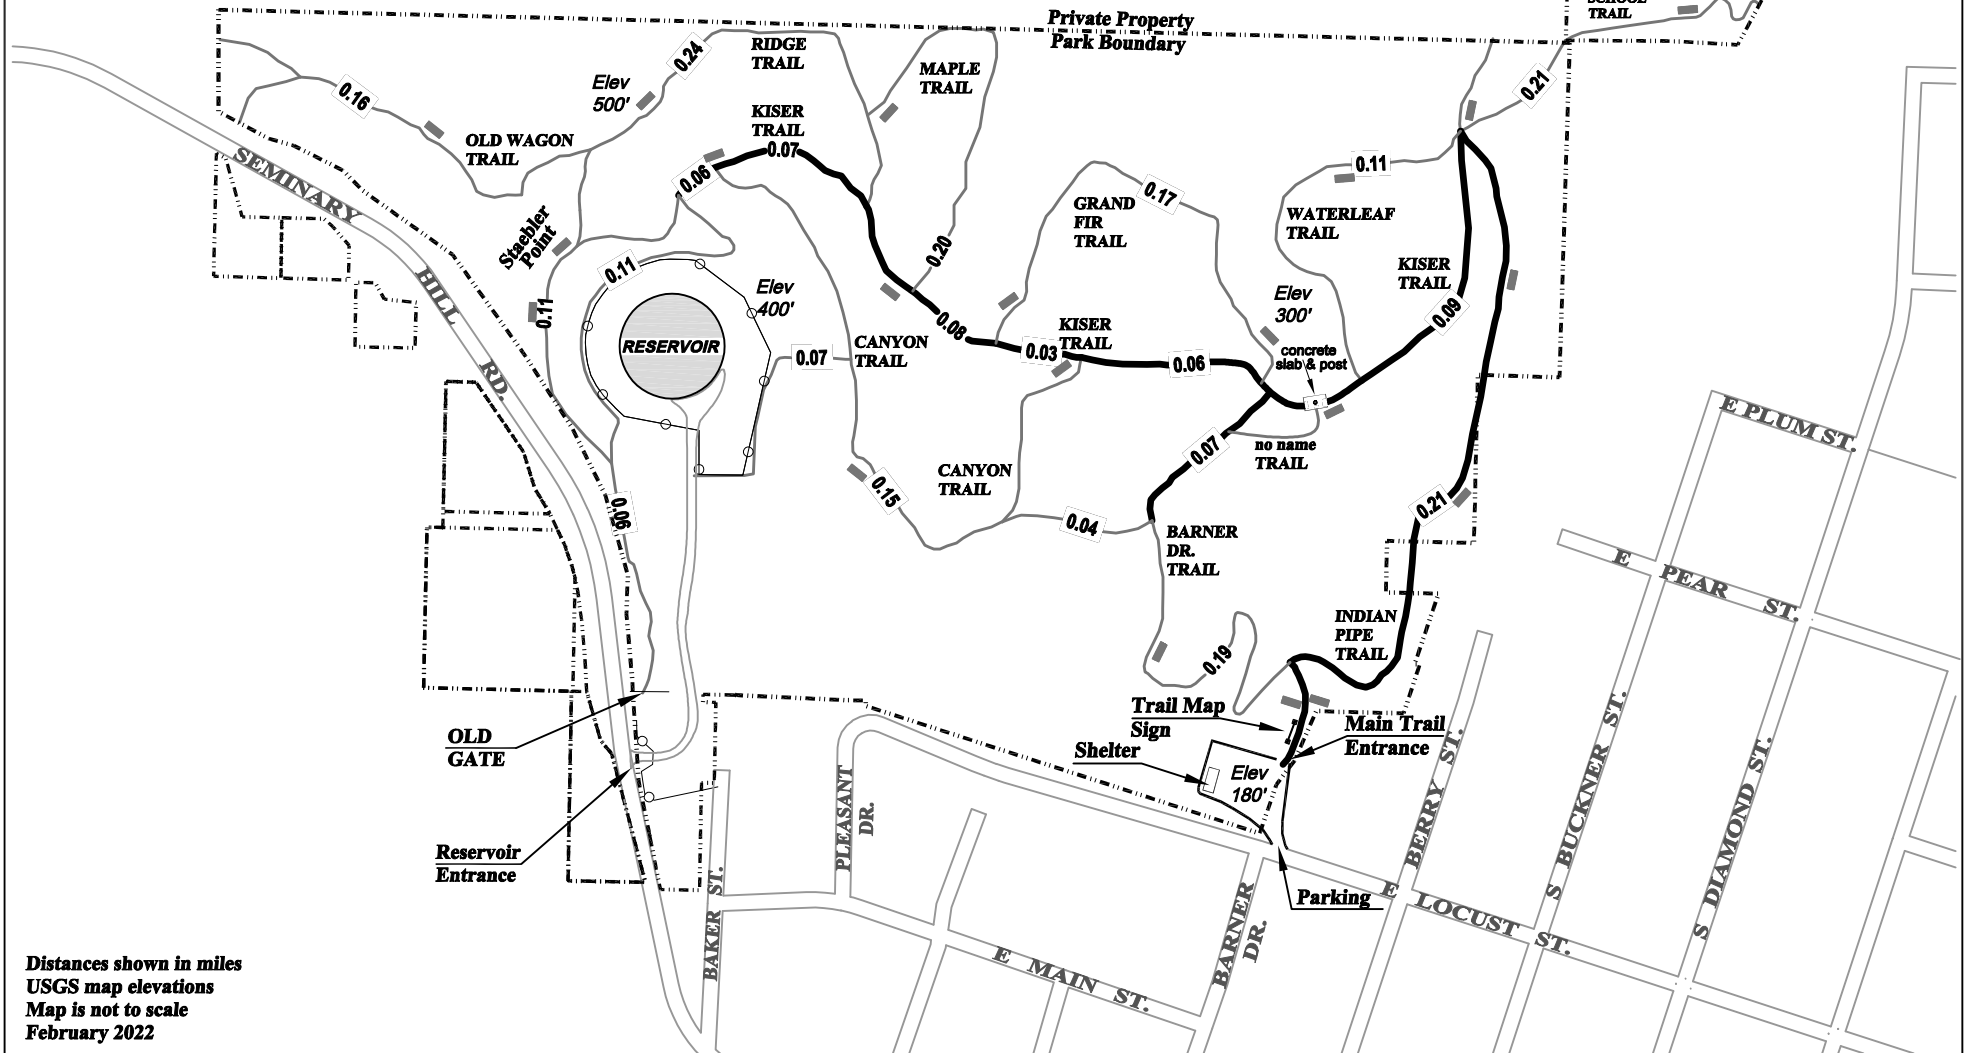 Private Property
Park Boundary
SCHOOL
TRAIL
RIDGE
TRAIL
0.24
MAPLE
TRAIL
Elev
500'
0.16
0.21
KISER
TRAIL
0.07
OLD WAGON
TRAIL
0.06
0.11
0.17
GRAND
FIR
TRAIL
WATERLEAF
TRAIL
SEMINARY
HILL
RD.
Staebler
Point
0.20
0.11
0.11
KISER
TRAIL
Elev
400'
Elev
300'
0.09
0.08
KISER
TRAIL
RESERVOIR
0.07
CANYON
TRAIL
0.03
0.06
concrete
slab & post
E PLUM ST.
0.07
no name
TRAIL
CANYON
TRAIL
0.15
0.06
0.04
0.21
BARNER
DR.
TRAIL
E PEAR ST.
INDIAN
PIPE
TRAIL
0.19
Trail Map
Sign
Main Trail
Entrance
OLD
GATE
Shelter
Elev
180'
PLEASANT
DR.
BERRY ST.
S BUCKNER ST.
S DIAMOND ST.
Reservoir
Entrance
Parking
BAKER ST.
BARNER
DR.
E LOCUST ST.
E MAIN ST.
Distances shown in miles
USGS map elevations
Map is not to scale
February 2022